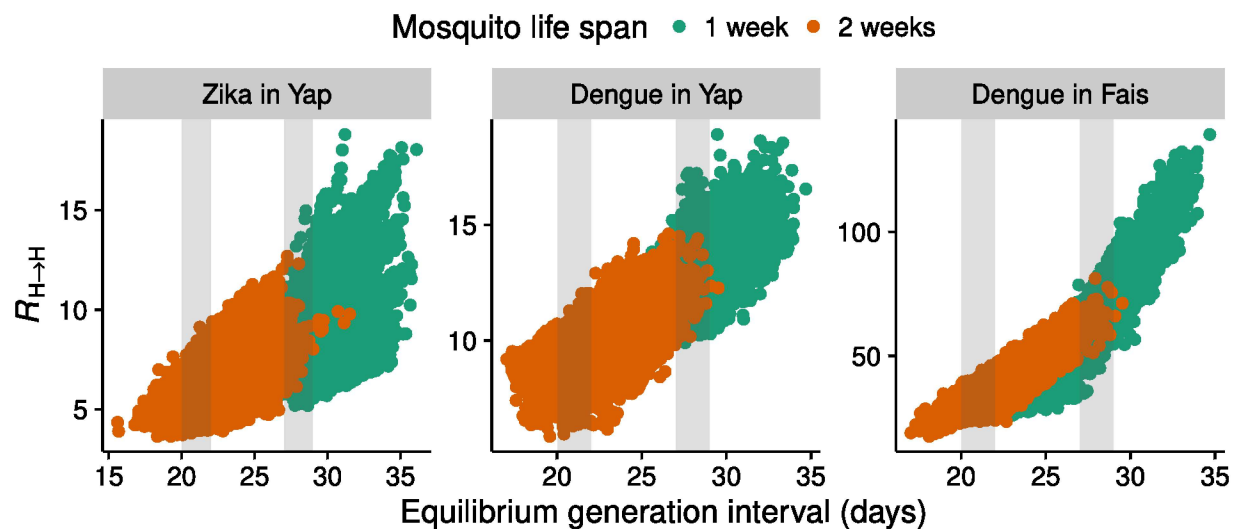 Mosquito life span 1 week 2 weeks
Zika in Yap Dengue in Yap Dengue in Fais
R H→H
15
10
5
15
10
100
50
15 20 25 30 35 20 25 30 35 20 25 30 35
Equilibrium generation interval (days)